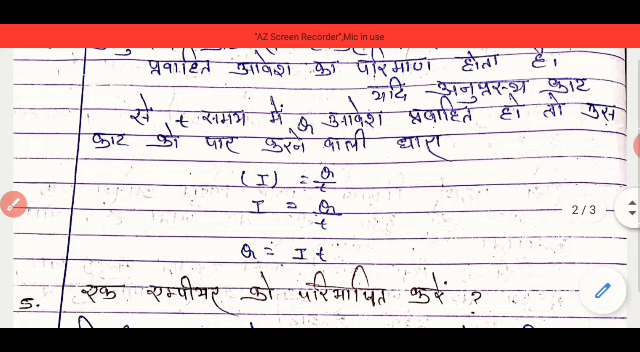 "AZ Screen Recorder",Mic in use
प्रवाहित आवेश का परिमाण होता है।
यदि अनुप्रस्थ काट
से t समय में Q आवेश प्रवाहित हो तो उस
काट को पार करने वाली धारा
(I) = Q/t
I = Q/t
2 / 3
Q = I t
5. एक एम्पीयर को परिभाषित करें ?